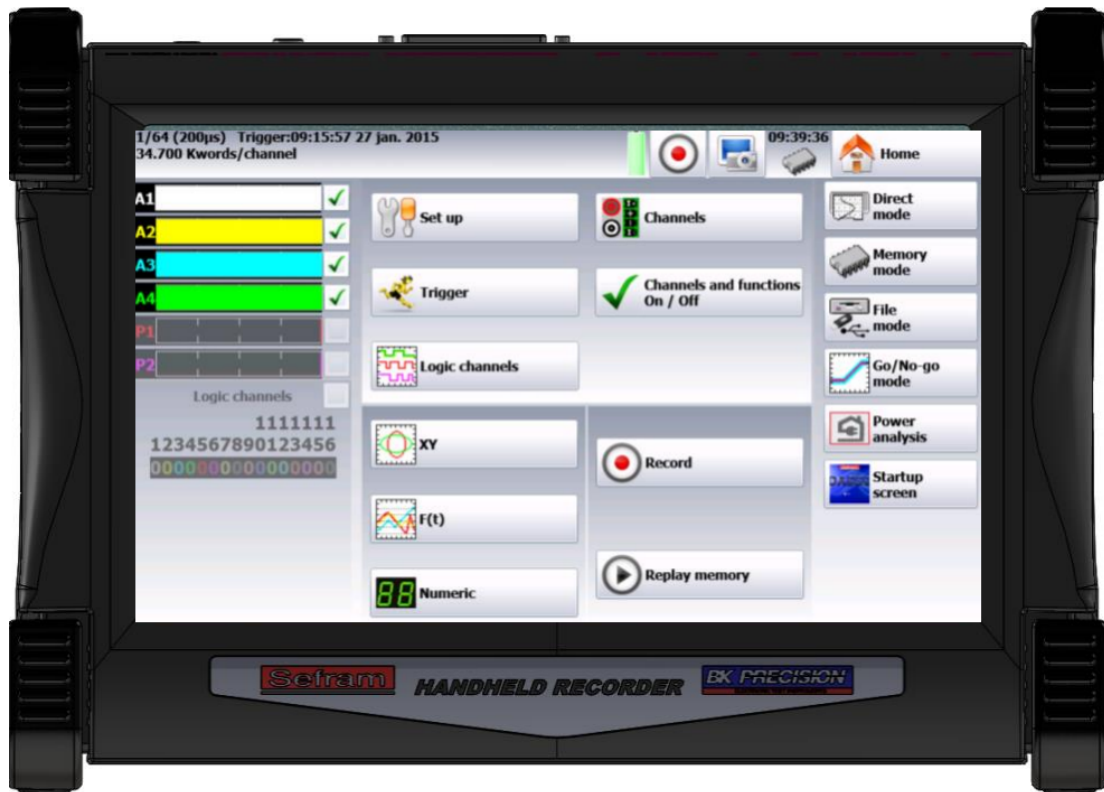 1/64 (200µs) Trigger:09:15:57 27 jan. 2015
34.700 Kwords/channel
09:39:36
Home
A1
A2
A3
A4
P1
P2
Logic channels
1111111
1234567890123456
0000000000000000
Set up
Channels
Trigger
Channels and functions
On / Off
Logic channels
XY
F(t)
88 Numeric
Record
Replay memory
Direct
mode
Memory
mode
File
mode
Go/No-go
mode
Power
analysis
Startup
screen
Sefram
HANDHELD RECORDER
BK PRECISION